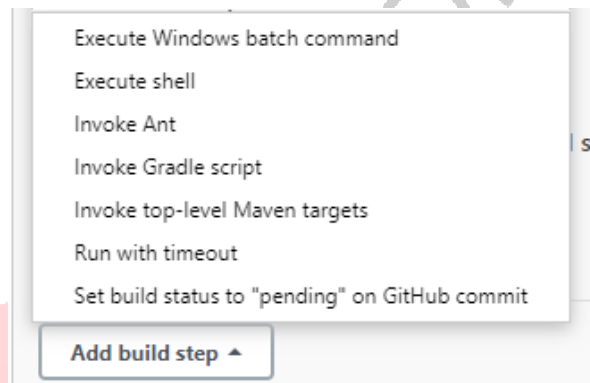 Execute Windows batch command
Execute shell
Invoke Ant
Invoke Gradle script
Invoke top-level Maven targets
Run with timeout
Set build status to "pending" on GitHub commit
Add build step